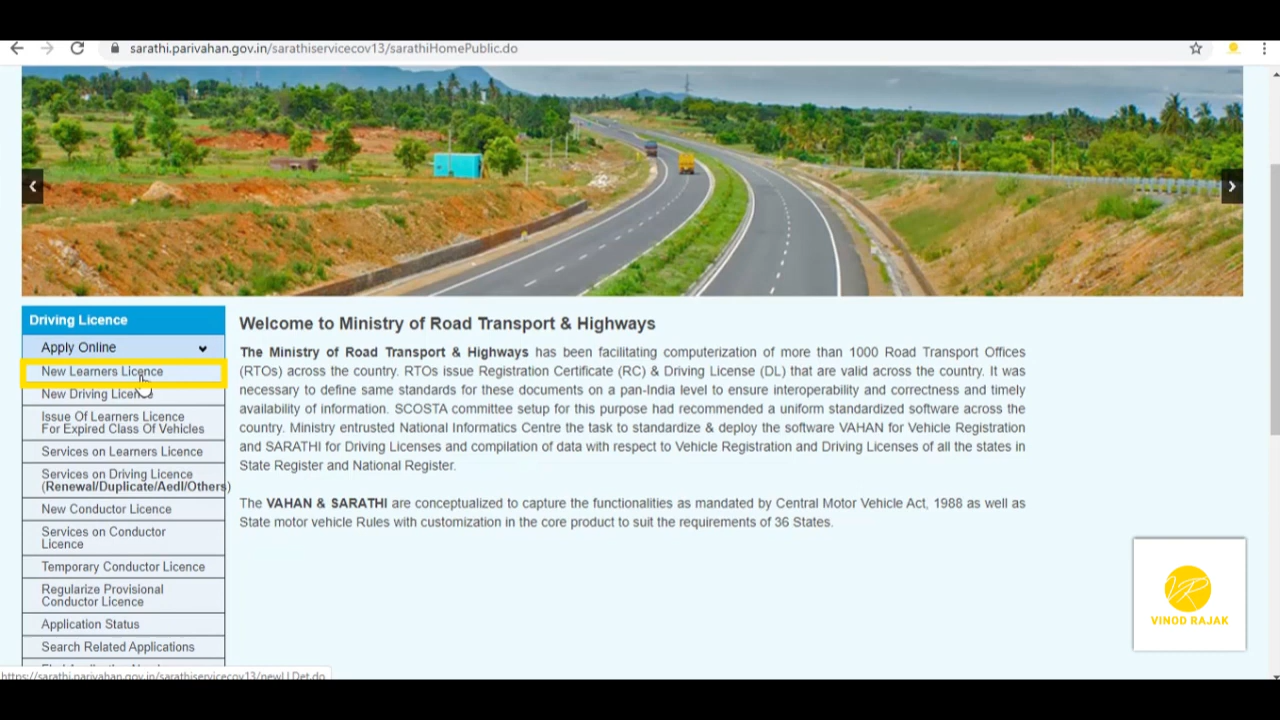 sarathi.parivahan.gov.in/sarathiservicecov13/sarathiHomePublic.do
Driving Licence
Apply Online
New Learners Licence
New Driving Licence
Issue Of Learners Licence
For Expired Class Of Vehicles
Services on Learners Licence
Services on Driving Licence
(Renewal/Duplicate/Aedl/Others)
New Conductor Licence
Services on Conductor
Licence
Temporary Conductor Licence
Regularize Provisional
Conductor Licence
Application Status
Search Related Applications
Welcome to Ministry of Road Transport & Highways
The Ministry of Road Transport & Highways has been facilitating computerization of more than 1000 Road Transport Offices
(RTOs) across the country. RTOs issue Registration Certificate (RC) & Driving License (DL) that are valid across the country. It was
necessary to define same standards for these documents on a pan-India level to ensure interoperability and correctness and timely
availability of information. SCOSTA committee setup for this purpose had recommended a uniform standardized software across the
country. Ministry entrusted National Informatics Centre the task to standardize & deploy the software VAHAN for Vehicle Registration
and SARATHI for Driving Licenses and compilation of data with respect to Vehicle Registration and Driving Licenses of all the states in
State Register and National Register.
The VAHAN & SARATHI are conceptualized to capture the functionalities as mandated by Central Motor Vehicle Act, 1988 as well as
State motor vehicle Rules with customization in the core product to suit the requirements of 36 States.
VR
VINOD RAJAK
https://sarathi.parivahan.gov.in/sarathiservicecov13/newLLDet.do